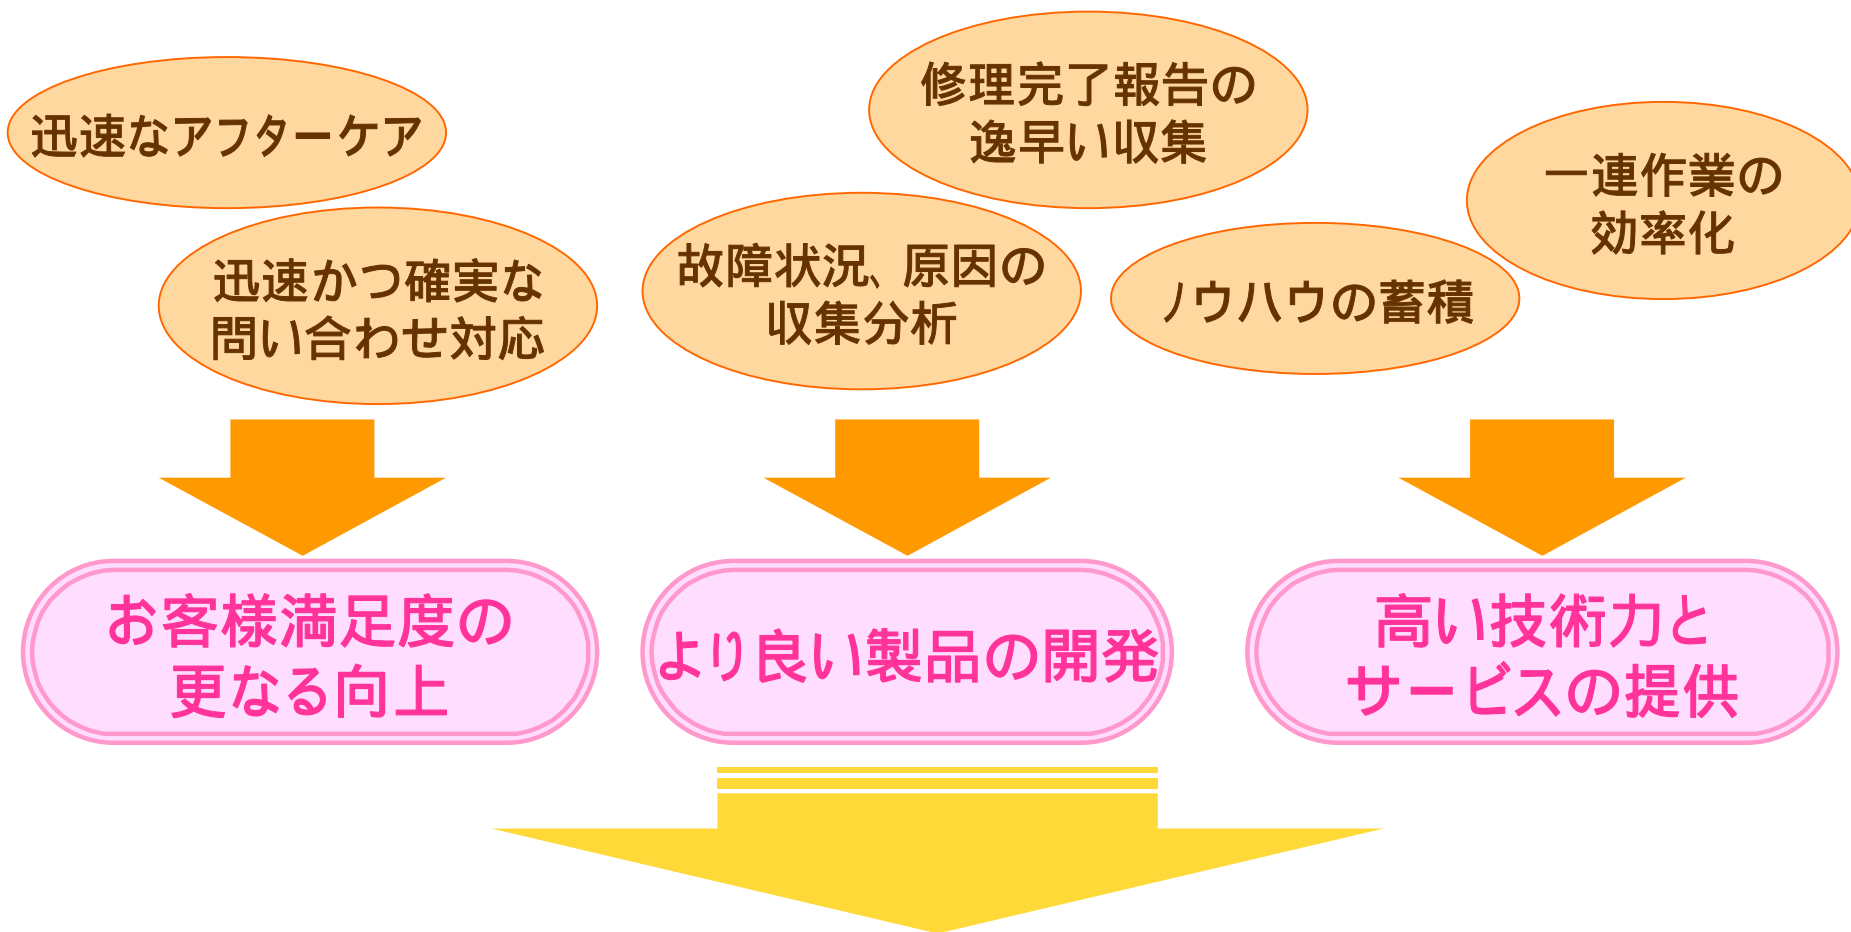 迅速なアフターケア
迅速かつ確実な
問い合わせ対応
修理完了報告の
逸早い収集
故障状況、原因の
収集分析
ノウハウの蓄積
一連作業の
効率化
お客様満足度の
更なる向上
より良い製品の開発
高い技術力と
サービスの提供